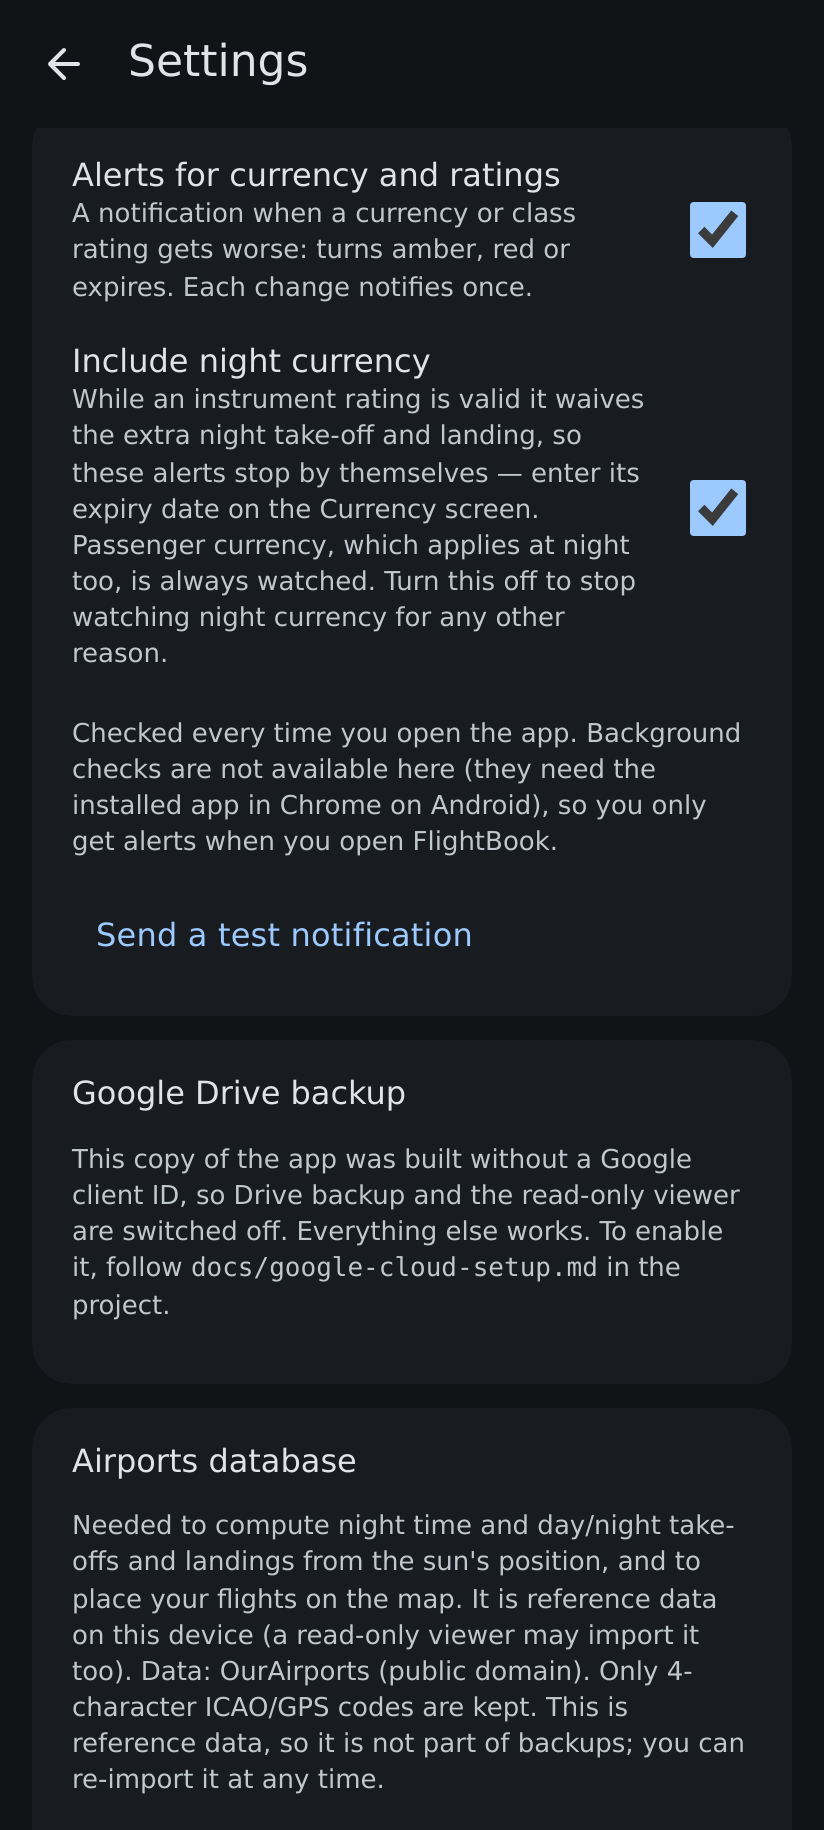 Settings
Alerts for currency and ratings
A notification when a currency or class
rating gets worse: turns amber, red or
expires. Each change notifies once.
Include night currency
While an instrument rating is valid it waives
the extra night take-off and landing, so
these alerts stop by themselves — enter its
expiry date on the Currency screen.
Passenger currency, which applies at night
too, is always watched. Turn this off to stop
watching night currency for any other
reason.
Checked every time you open the app. Background
checks are not available here (they need the
installed app in Chrome on Android), so you only
get alerts when you open FlightBook.
Send a test notification
Google Drive backup
This copy of the app was built without a Google
client ID, so Drive backup and the read-only viewer
are switched off. Everything else works. To enable
it, follow docs/google-cloud-setup.md in the
project.
Airports database
Needed to compute night time and day/night take-
offs and landings from the sun's position, and to
place your flights on the map. It is reference data
on this device (a read-only viewer may import it
too). Data: OurAirports (public domain). Only 4-
character ICAO/GPS codes are kept. This is
reference data, so it is not part of backups; you can
re-import it at any time.